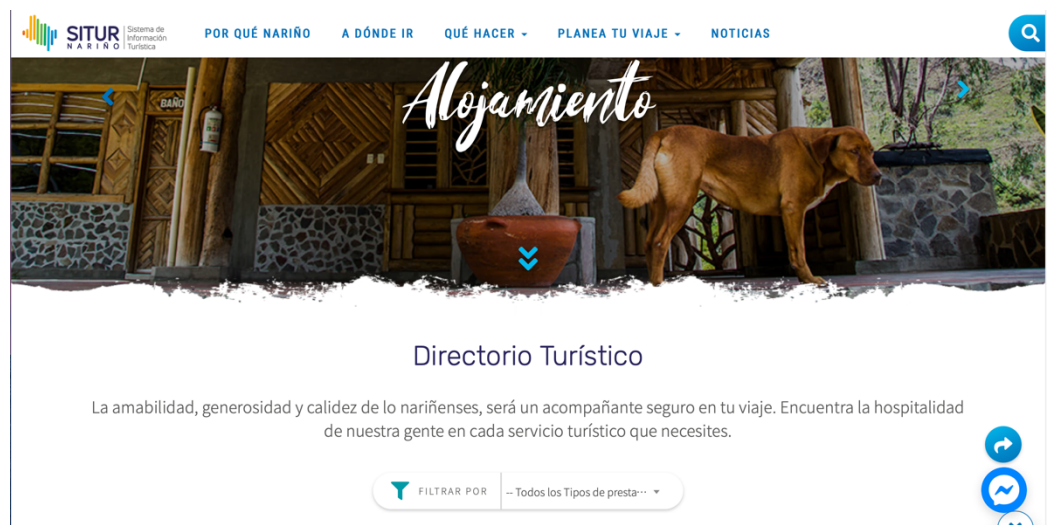 SITUR
NARIÑO
Sistema de
Información
Turística
POR QUÉ NARIÑO
A DÓNDE IR
QUÉ HACER
PLANEA TU VIAJE
NOTICIAS
BAÑO
Alojamiento
Directorio Turístico
La amabilidad, generosidad y calidez de lo nariñenses, será un acompañante seguro en tu viaje. Encuentra la hospitalidad
de nuestra gente en cada servicio turístico que necesites.
FILTRAR POR
-- Todos los Tipos de presta···